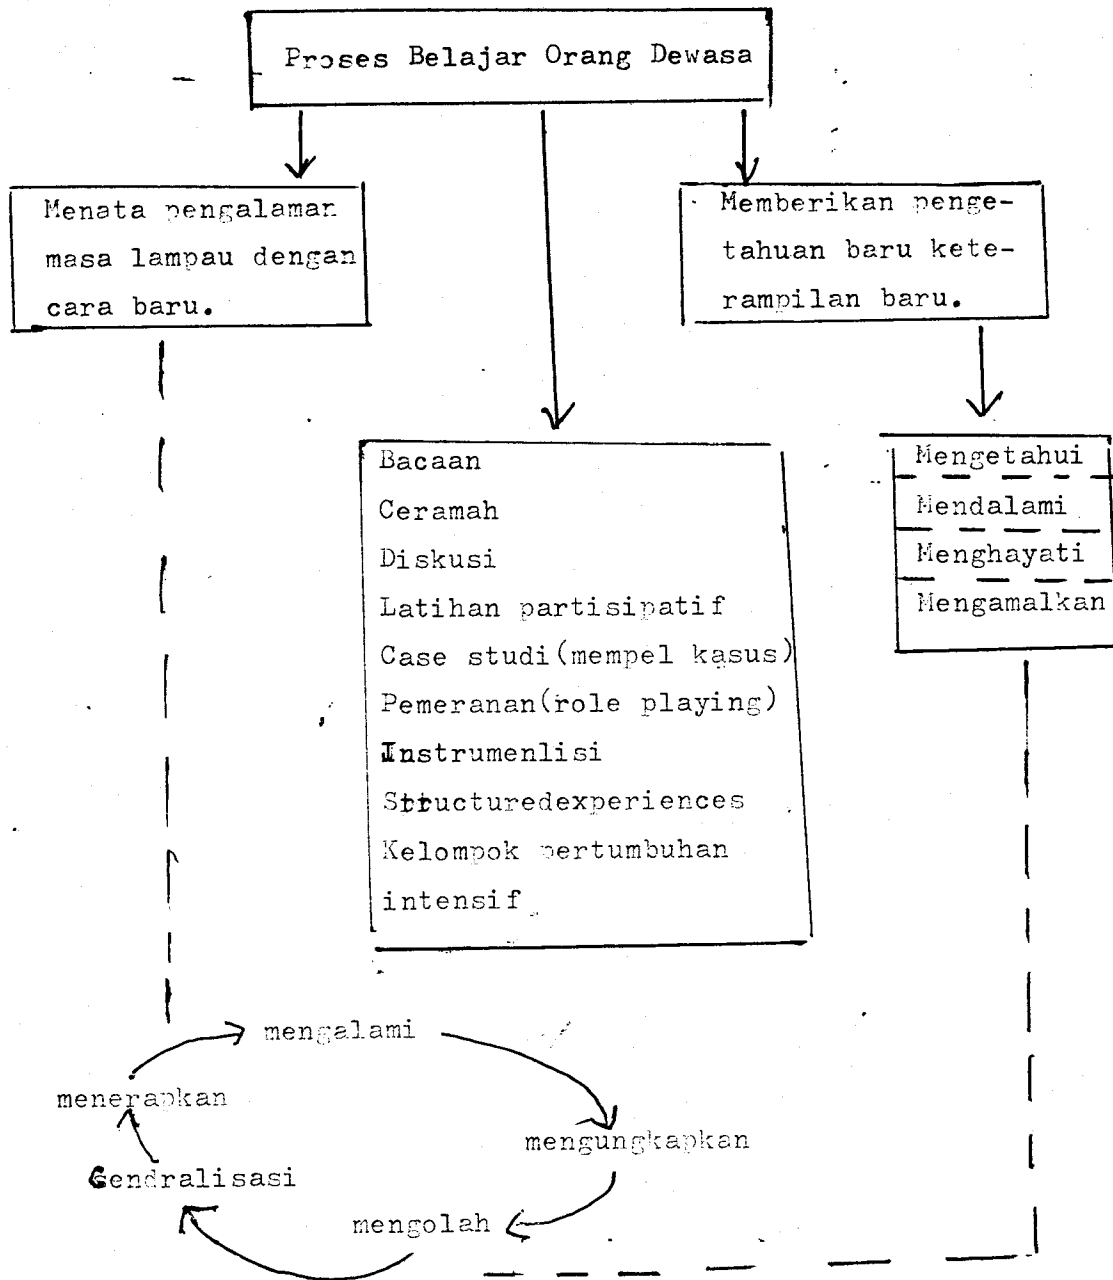 Proses Belajar Orang Dewasa
Menata pengalaman
masa lampau dengan
cara baru.
Memberikan penge-
tahuan baru kete-
rampilan baru.
Bacaan
Ceramah
Diskusi
Latihan partisipatif
Case studi(mempel kasus)
Pemeranan(role playing)
Instrumenlisi
Structuredexperiences
Kelompok pertumbuhan
intensif
Mengetahui
Mendalami
Menghayati
Mengamalkan
mengalami
mengungkapkan
mengolah
Gendralisasi
menerapkan